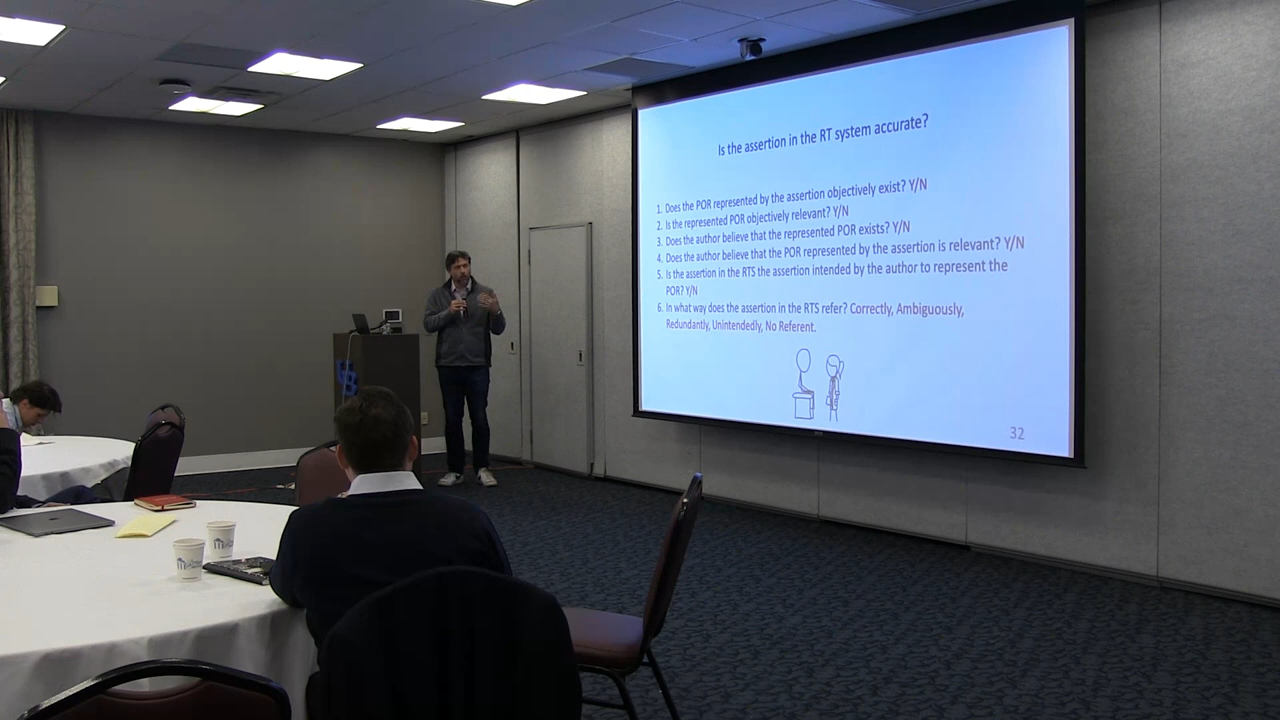 Is the assertion in the RT system accurate?
1. Does the POR represented by the assertion objectively exist? Y/N
2. Is the represented POR objectively relevant? Y/N
3. Does the author believe that the represented POR exists? Y/N
4. Does the author believe that the POR represented by the assertion is relevant? Y/N
5. Is the assertion in the RTS the assertion intended by the author to represent the
POR? Y/N
6. In what way does the assertion in the RTS refer? Correctly, Ambiguously,
Redundantly, Unintendedly, No Referent.
32